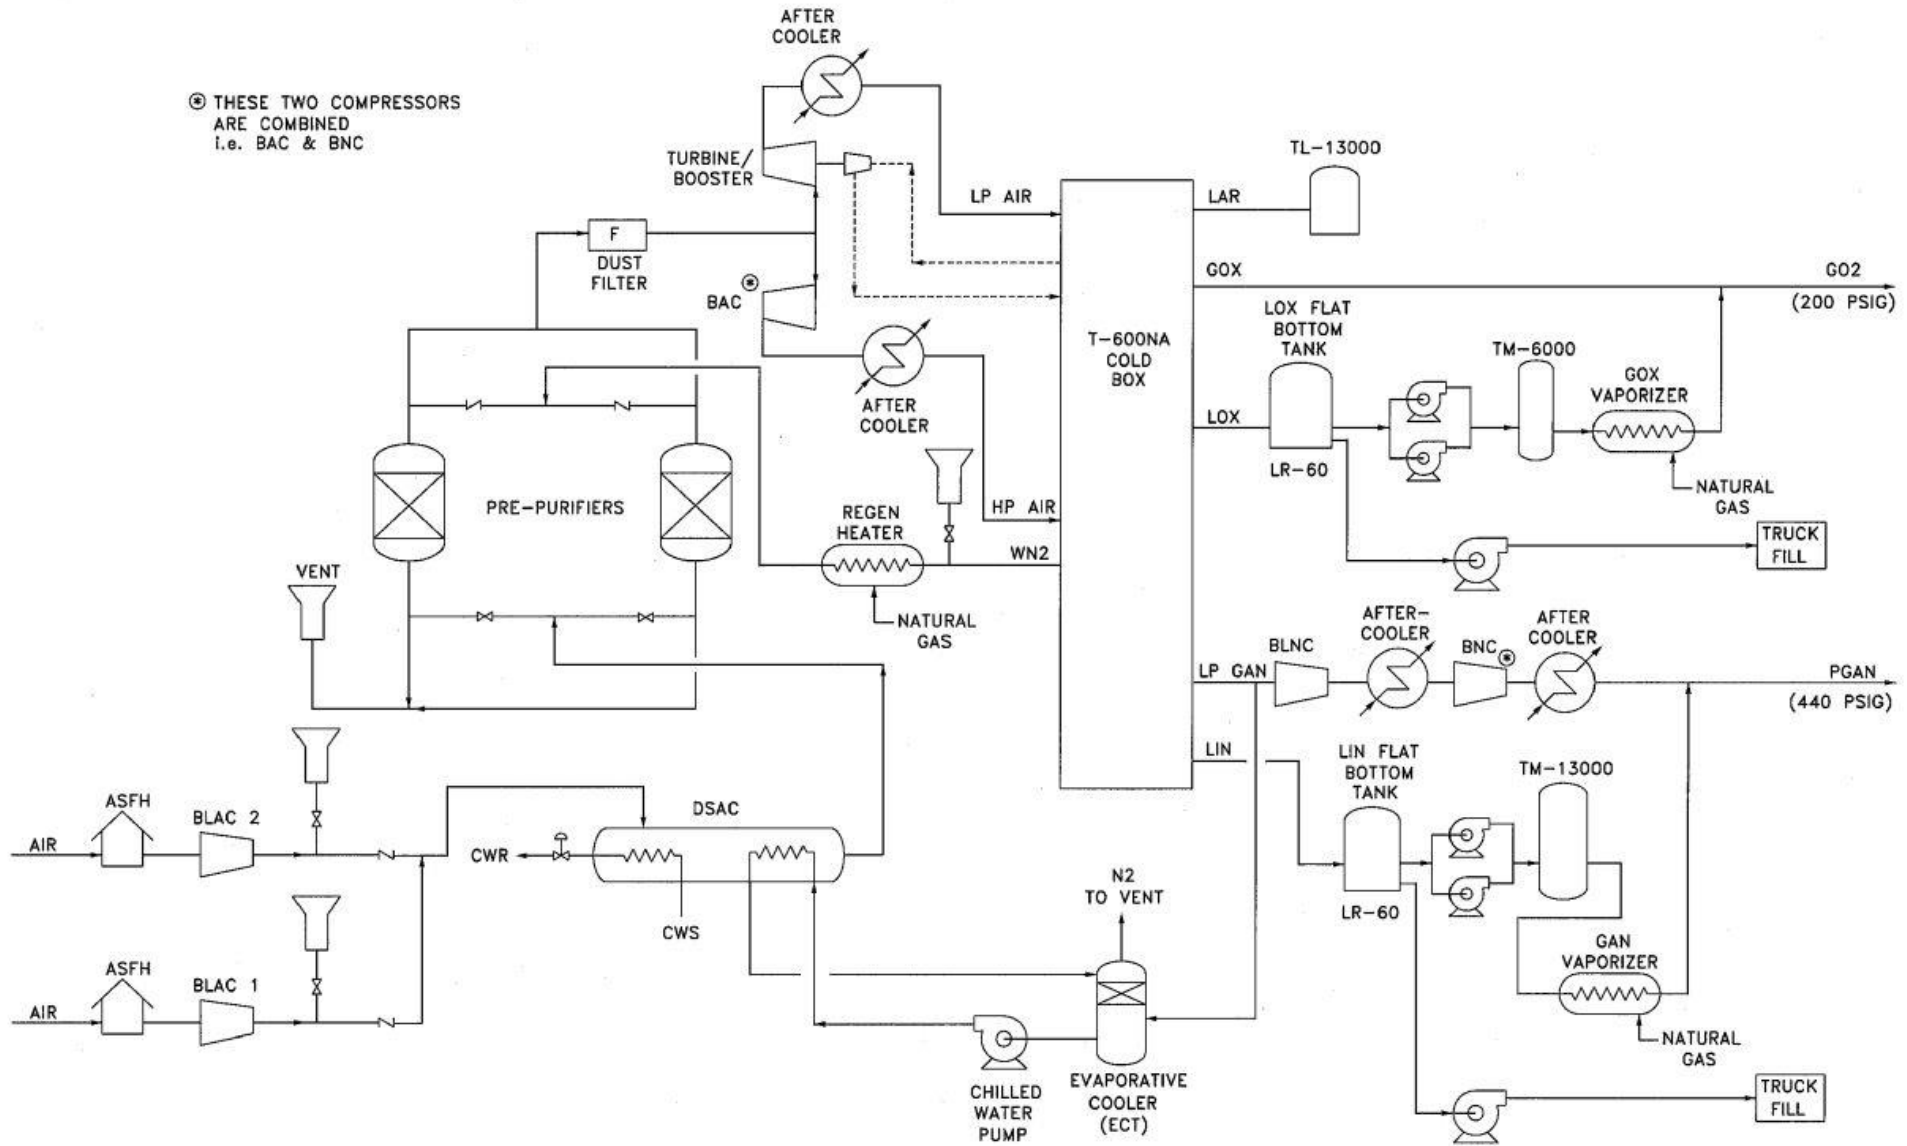 AFTER
COOLER
⊛ THESE TWO COMPRESSORS
ARE COMBINED
i.e. BAC & BNC
TURBINE/
BOOSTER
LP AIR
LAR
TL-13000
F
DUST
FILTER
BAC ⊛
GOX
GO2
(200 PSIG)
T-600NA
COLD
BOX
LOX FLAT
BOTTOM
TANK
TM-6000
GOX
VAPORIZER
AFTER
COOLER
LOX
LR-60
NATURAL
GAS
PRE-PURIFIERS
REGEN
HEATER
HP AIR
WN2
TRUCK
FILL
VENT
NATURAL
GAS
AFTER-
COOLER
AFTER
COOLER
BLNC
BNC ⊛
LP GAN
PGAN
(440 PSIG)
LIN
LIN FLAT
BOTTOM
TANK
TM-13000
ASFH
BLAC 2
DSAC
AIR
CWR
CWS
N2
TO VENT
LR-60
GAN
VAPORIZER
ASFH
BLAC 1
AIR
NATURAL
GAS
CHILLED
WATER
PUMP
EVAPORATIVE
COOLER
(ECT)
TRUCK
FILL